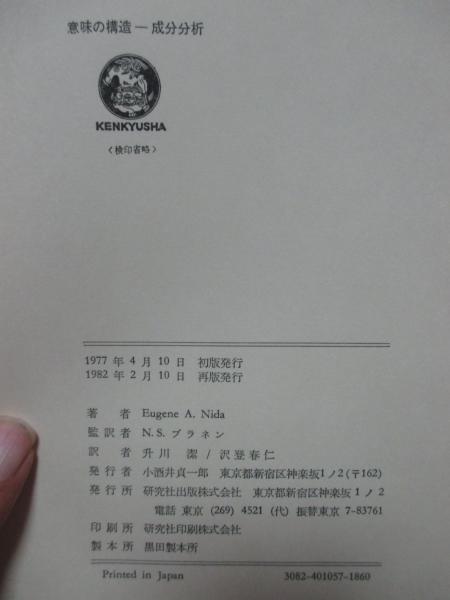 意味の構造 — 成分分析
KENKYUSHA
〈検印省略〉
1977 年 4 月 10 日 初版発行
1982 年 2 月 10 日 再版発行
著者 Eugene A. Nida
監訳者 N. S. ブラネン
訳者 升川 潔 / 沢登春仁
発行者 小酒井貞一郎 東京都新宿区神楽坂1ノ2 (〒162)
発行所 研究社出版株式会社 東京都新宿区神楽坂 1 ノ 2
電話 東京 (269) 4521 (代) 振替東京 7-83761
印刷所 研究社印刷株式会社
製本所 黒田製本所
Printed in Japan 3082-401057-1860